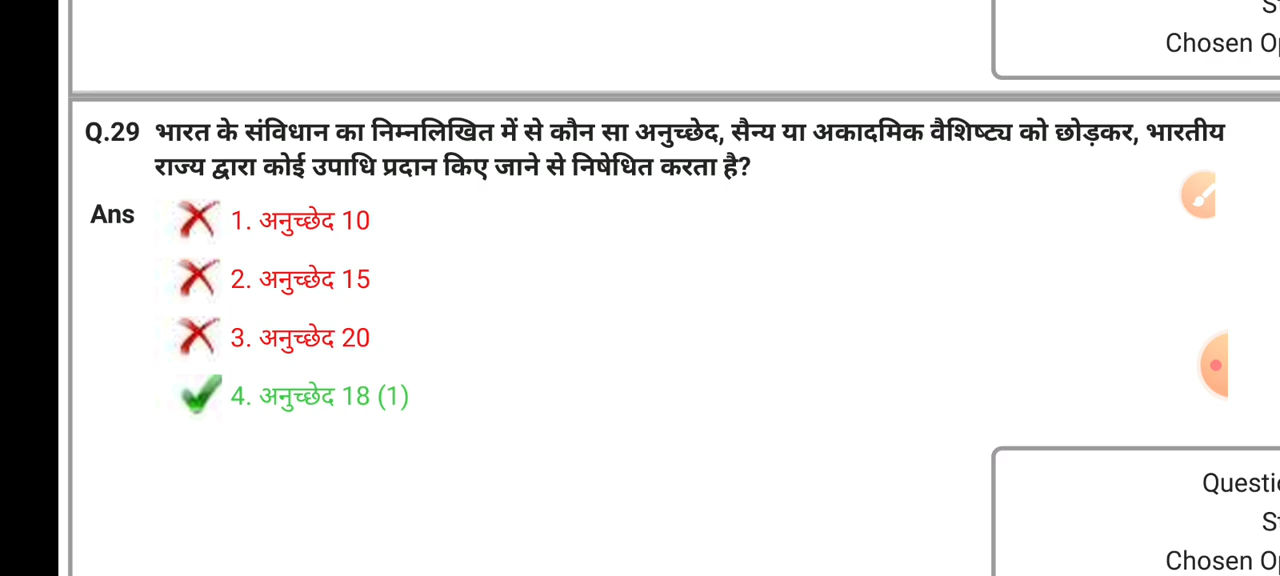 Chosen
Q.29 भारत के संविधान का निम्नलिखित में से कौन सा अनुच्छेद, सैन्य या अकादमिक वैशिष्ट्य को छोड़कर, भारतीय
राज्य द्वारा कोई उपाधि प्रदान किए जाने से निषेधित करता है?
Ans 1. अनुच्छेद 10
2. अनुच्छेद 15
3. अनुच्छेद 20
4. अनुच्छेद 18 (1)
Chosen